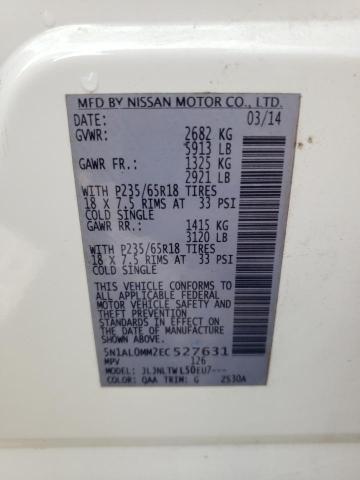 MFD BY NISSAN MOTOR CO., LTD.
DATE: 03/14
GVWR: 2682 KG
5913 LB
GAWR FR.: 1325 KG
2921 LB
WITH P235/65R18 TIRES
18 X 7.5 RIMS AT 33 PSI
COLD SINGLE
GAWR RR.: 1415 KG
3120 LB
WITH P235/65R18 TIRES
18 X 7.5 RIMS AT 33 PSI
COLD SINGLE
THIS VEHICLE CONFORMS TO
ALL APPLICABLE FEDERAL
MOTOR VEHICLE SAFETY AND
THEFT PREVENTION
STANDARDS IN EFFECT ON
THE DATE OF MANUFACTURE
SHOWN ABOVE.
5N1AL0MM2EC527631
MPV 126
MODEL: JLJNLTWL50EU7---
COLOR: QAA TRIM: G 2S30A